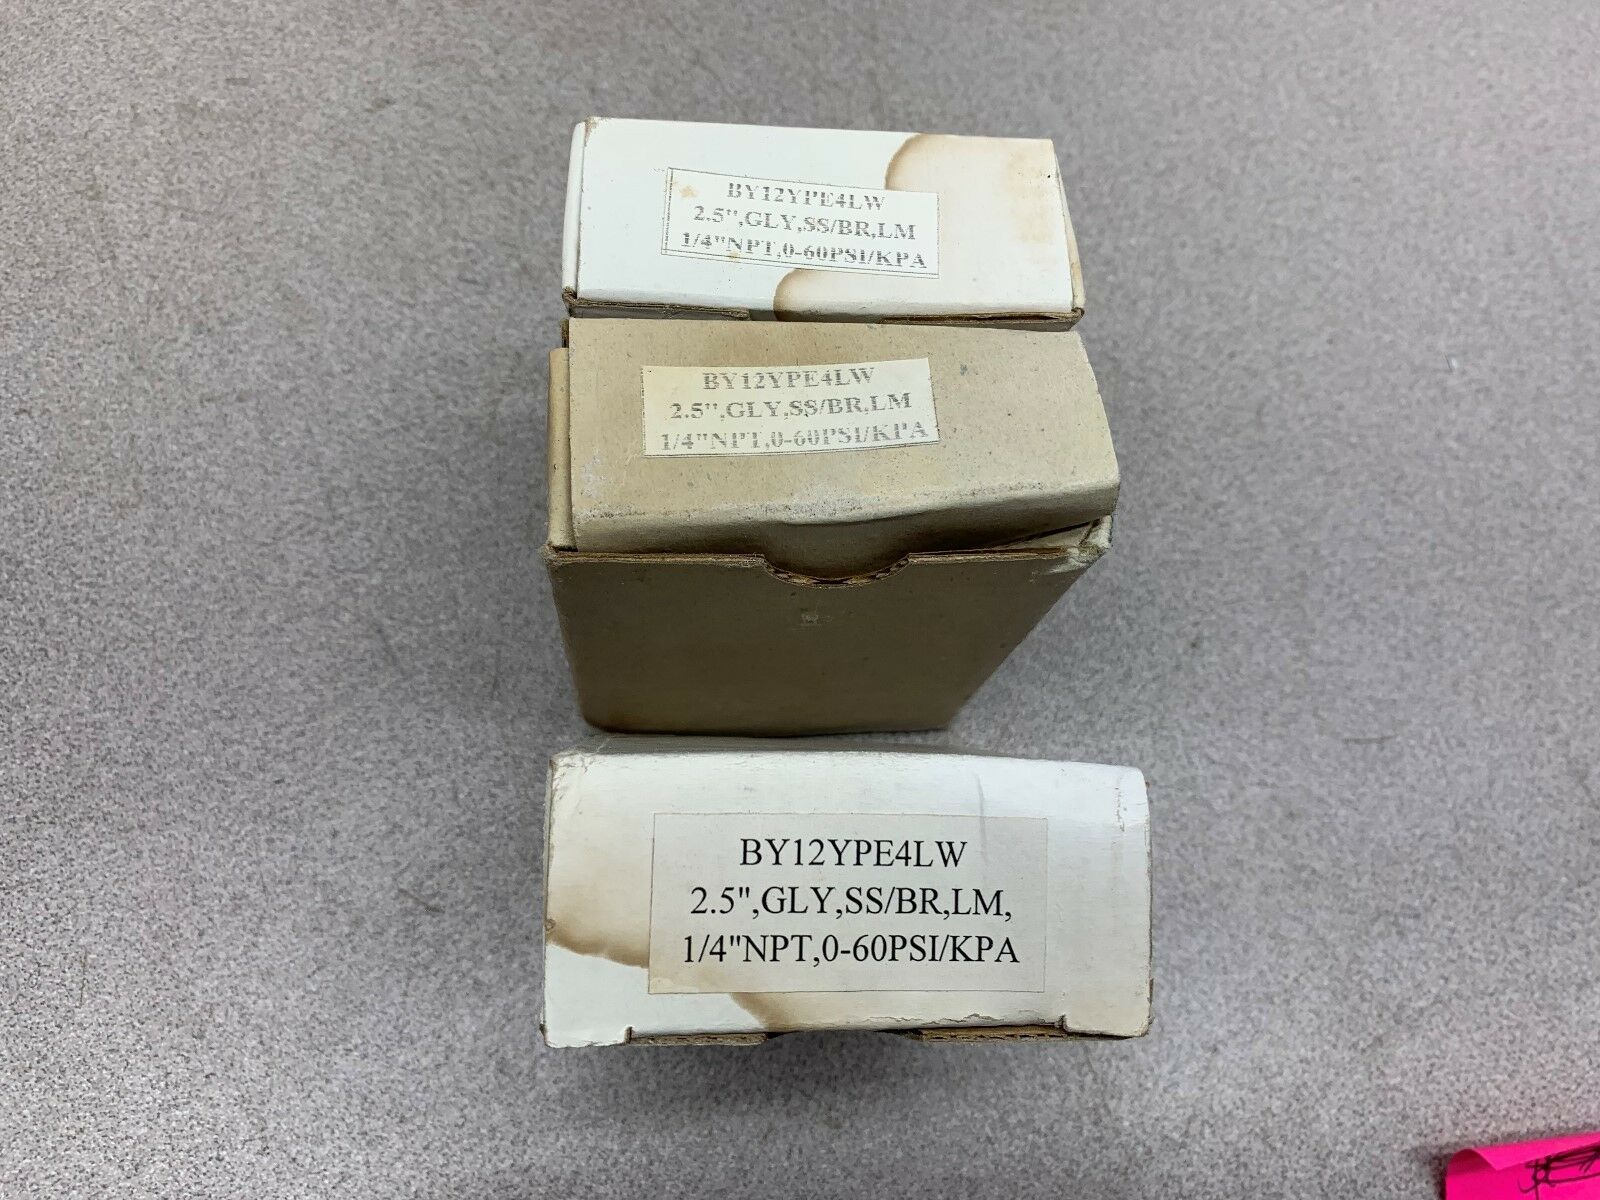 BY12YPE4LW
2.5",GLY,SS/BR,LM
1/4"NPT,0-60PSI/KPA
BY12YPE4LW
2.5",GLY,SS/BR,LM
1/4"NPT,0-60PSI/KPA
BY12YPE4LW
2.5",GLY,SS/BR,LM,
1/4"NPT,0-60PSI/KPA